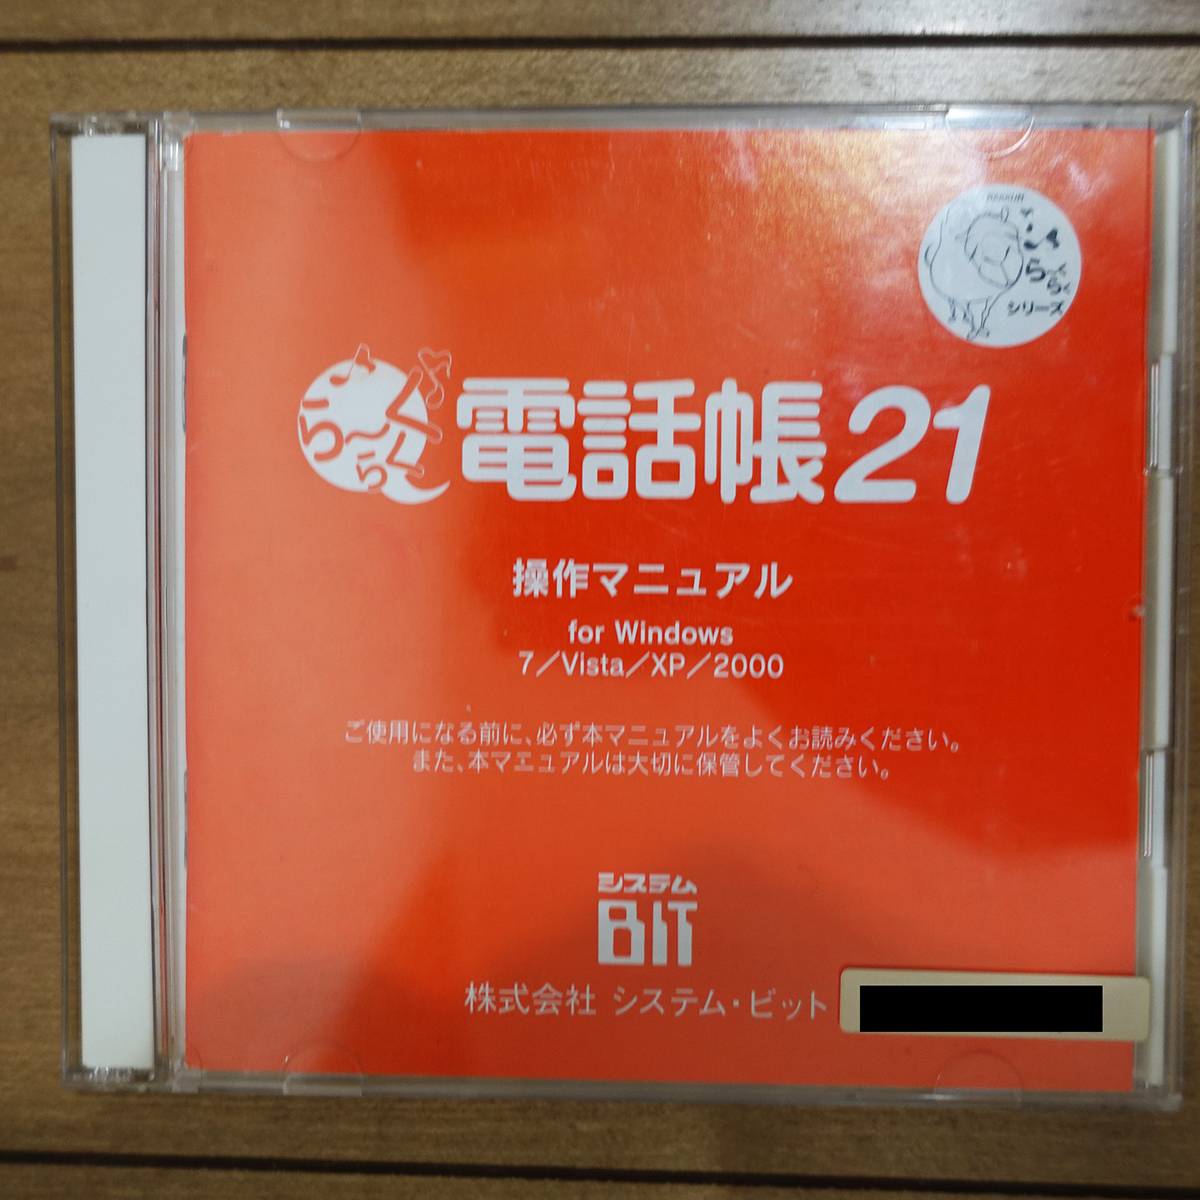 RAKKUN
らくらく
シリーズ
らくらく 電話帳21
操作マニュアル
for Windows
7／Vista／XP／2000
ご使用になる前に、必ず本マニュアルをよくお読みください。
また、本マニュアルは大切に保管してください。
システム
BIT
株式会社 システム・ビット